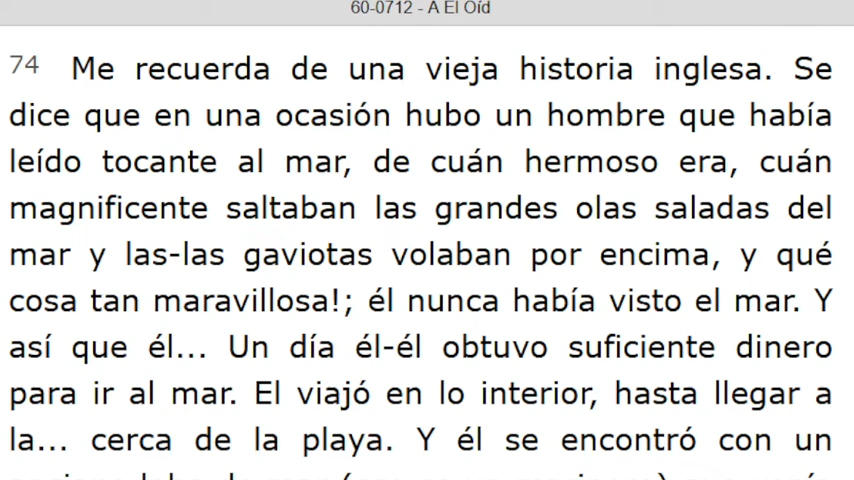 60-0712 - A El Oíd
74 Me recuerda de una vieja historia inglesa. Se
dice que en una ocasión hubo un hombre que había
leído tocante al mar, de cuán hermoso era, cuán
magnificente saltaban las grandes olas saladas del
mar y las-las gaviotas volaban por encima, y qué
cosa tan maravillosa!; él nunca había visto el mar. Y
así que él... Un día él-él obtuvo suficiente dinero
para ir al mar. El viajó en lo interior, hasta llegar a
la... cerca de la playa. Y él se encontró con un